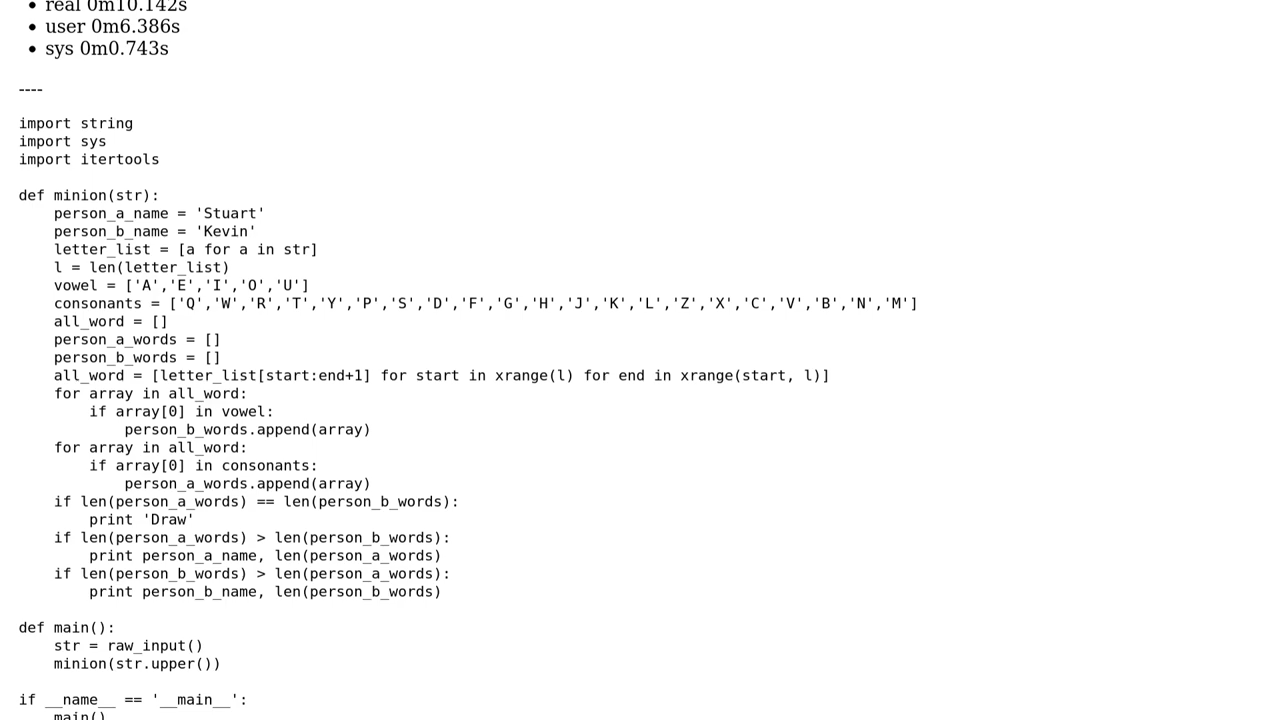 real 0m10.142s
user 0m6.386s
sys 0m0.743s
----
import string
import sys
import itertools
def minion(str):
    person_a_name = 'Stuart'
    person_b_name = 'Kevin'
    letter_list = [a for a in str]
    l = len(letter_list)
    vowel = ['A','E','I','O','U']
    consonants = ['Q','W','R','T','Y','P','S','D','F','G','H','J','K','L','Z','X','C','V','B','N','M']
    all_word = []
    person_a_words = []
    person_b_words = []
    all_word = [letter_list[start:end+1] for start in xrange(l) for end in xrange(start, l)]
    for array in all_word:
        if array[0] in vowel:
            person_b_words.append(array)
    for array in all_word:
        if array[0] in consonants:
            person_a_words.append(array)
    if len(person_a_words) == len(person_b_words):
        print 'Draw'
    if len(person_a_words) > len(person_b_words):
        print person_a_name, len(person_a_words)
    if len(person_b_words) > len(person_a_words):
        print person_b_name, len(person_b_words)
def main():
    str = raw_input()
    minion(str.upper())
if __name__ == '__main__':
    main()